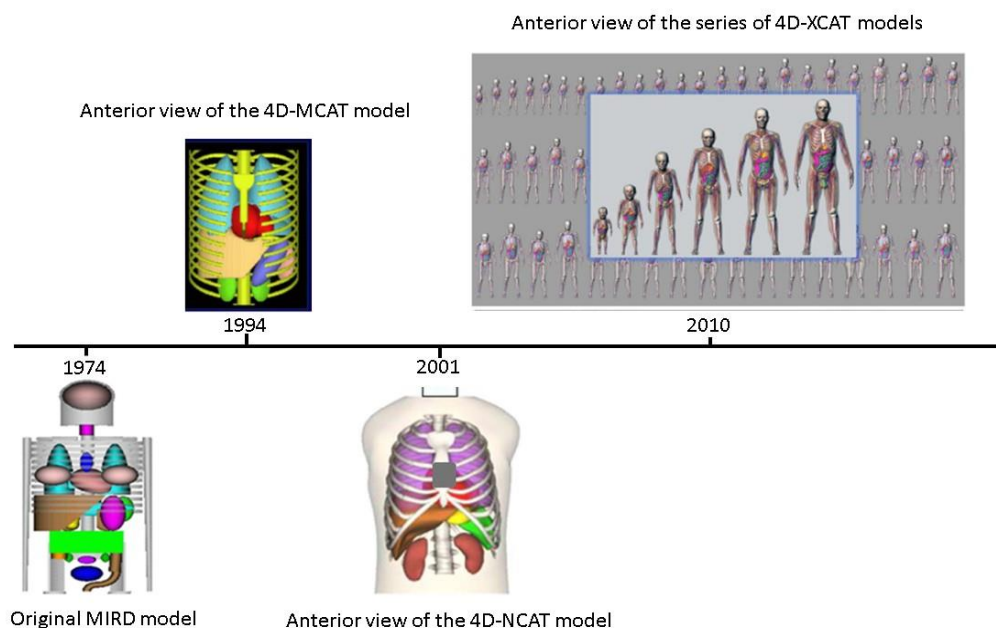 Anterior view of the series of 4D-XCAT models
Anterior view of the 4D-MCAT model
1994
2010
1974
2001
Original MIRD model
Anterior view of the 4D-NCAT model